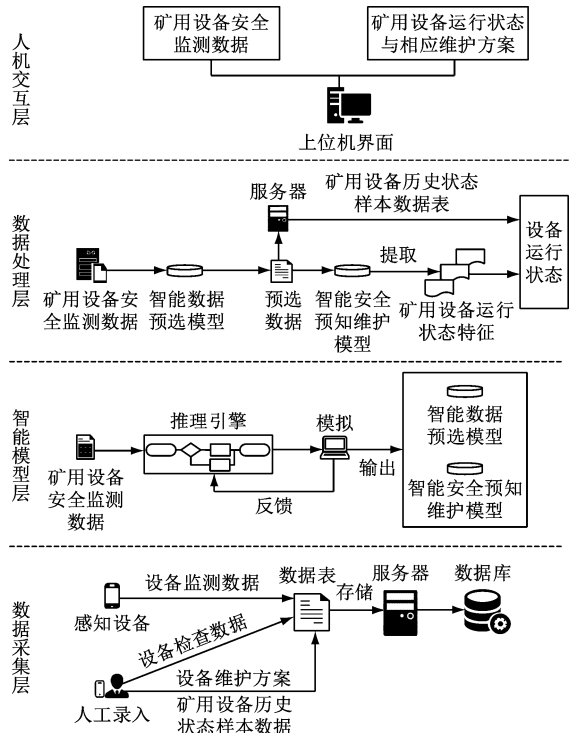 人机交互层
矿用设备安全
监测数据
矿用设备运行状态
与相应维护方案
上位机界面
数据处理层
服务器
矿用设备历史状态
样本数据表
设备
运行
状态
提取
矿用设备安
全监测数据
智能数据
预选模型
预选
数据
智能安全
预知维护
模型
矿用设备运行
状态特征
智能模型层
推理引擎
模拟
输出
反馈
矿用设备
安全监测
数据
智能数据
预选模型
智能安全预知
维护模型
数据采集层
设备监测数据
数据表
存储
服务器
数据库
感知设备
设备检查数据
设备维护方案
人工录入
矿用设备历史
状态样本数据